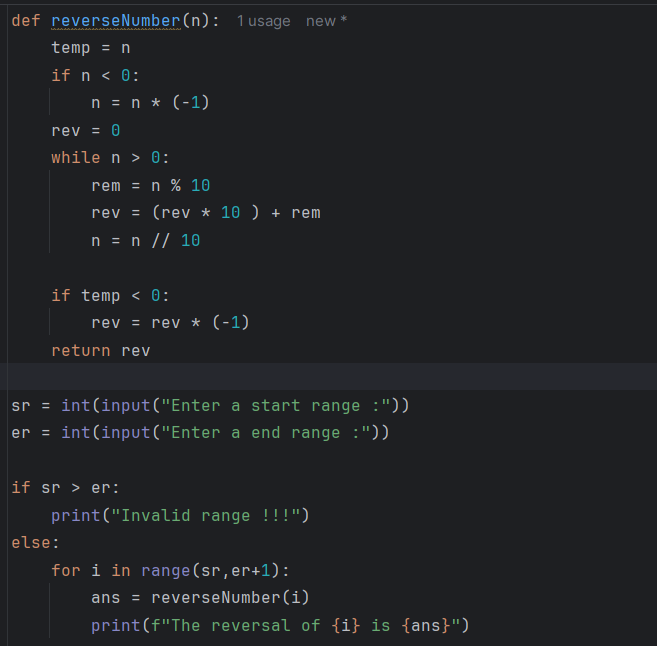 def reverseNumber(n): 1 usage new *
    temp = n
    if n < 0:
        n = n * (-1)
    rev = 0
    while n > 0:
        rem = n % 10
        rev = (rev * 10 ) + rem
        n = n // 10

    if temp < 0:
        rev = rev * (-1)
    return rev

sr = int(input("Enter a start range :"))
er = int(input("Enter a end range :"))

if sr > er:
    print("Invalid range !!!")
else:
    for i in range(sr,er+1):
        ans = reverseNumber(i)
        print(f"The reversal of {i} is {ans}")